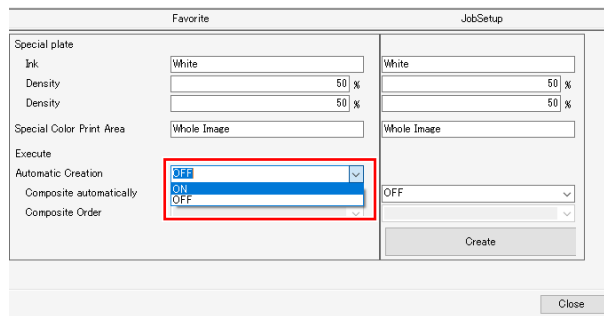 Favorite JobSetup
Special plate
Ink White White
Density 50 % 50 %
Density 50 % 50 %
Special Color Print Area Whole Image Whole Image
Execute
Automatic Creation OFF
ON
Composite automatically OFF OFF
Composite Order
Create
Close